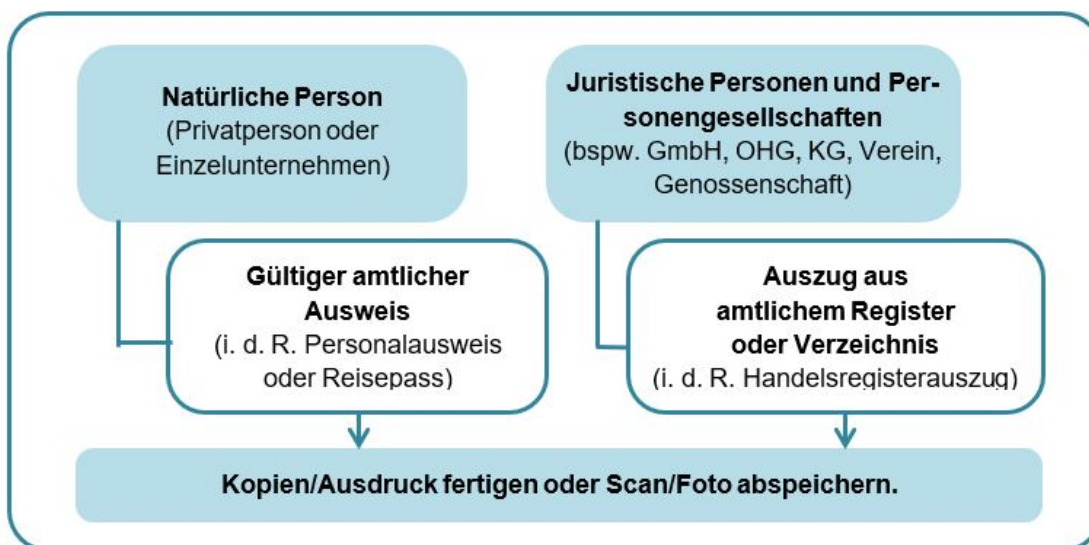 Natürliche Person
(Privatperson oder
Einzelunternehmen)
Juristische Personen und Per-
sonengesellschaften
(bspw. GmbH, OHG, KG, Verein,
Genossenschaft)
Gültiger amtlicher
Ausweis
(i. d. R. Personalausweis
oder Reisepass)
Auszug aus
amtlichem Register
oder Verzeichnis
(i. d. R. Handelsregisterauszug)
Kopien/Ausdruck fertigen oder Scan/Foto abspeichern.